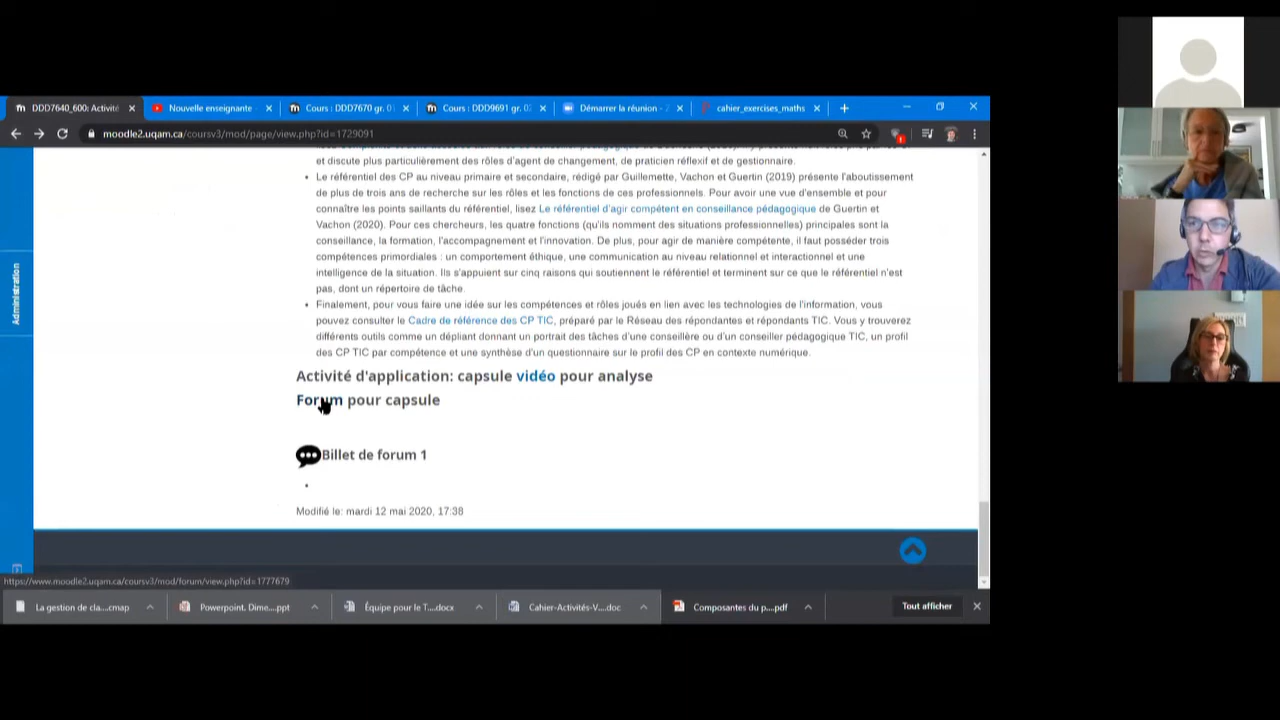 DDD7640_600: Activité
Nouvelle enseignante
Cours : DDD7670 gr. 0
Cours : DDD9691 gr. 0
Démarrer la réunion - Z
cahier_exercises_maths
moodle2.uqam.ca/coursv3/mod/page/view.php?id=1729091
et discute plus particulièrement des rôles d'agent de changement, de praticien réflexif et de gestionnaire.
• Le référentiel des CP au niveau primaire et secondaire, rédigé par Guillemette, Vachon et Guertin (2019) présente l'aboutissement
de plus de trois ans de recherche sur les rôles et les fonctions de ces professionnels. Pour avoir une vue d'ensemble et pour
connaître les points saillants du référentiel, lisez Le référentiel d'agir compétent en conseillance pédagogique de Guertin et
Vachon (2020). Pour ces chercheurs, les quatre fonctions (qu'ils nomment des situations professionnelles) principales sont la
conseillance, la formation, l'accompagnement et l'innovation. De plus, pour agir de manière compétente, il faut posséder trois
compétences primordiales : un comportement éthique, une communication au niveau relationnel et interactionnel et une
intelligence de la situation. Ils s'appuient sur cinq raisons qui soutiennent le référentiel et terminent sur ce que le référentiel n'est
pas, dont un répertoire de tâche.
• Finalement, pour vous faire une idée sur les compétences et rôles joués en lien avec les technologies de l'information, vous
pouvez consulter le Cadre de référence des CP TIC, préparé par le Réseau des répondantes et répondants TIC. Vous y trouverez
différents outils comme un dépliant donnant un portrait des tâches d'une conseillère ou d'un conseiller pédagogique TIC, un profil
des CP TIC par compétence et une synthèse d'un questionnaire sur le profil des CP en contexte numérique.
Activité d'application: capsule vidéo pour analyse
Forum pour capsule
Billet de forum 1
Modifié le: mardi 12 mai 2020, 17:38
Administration
https://www.moodle2.uqam.ca/coursv3/mod/forum/view.php?id=1777679
La gestion de cla....cmap
Powerpoint. Dime....ppt
Équipe pour le T....docx
Cahier-Activités-V....doc
Composantes du p....pdf
Tout afficher